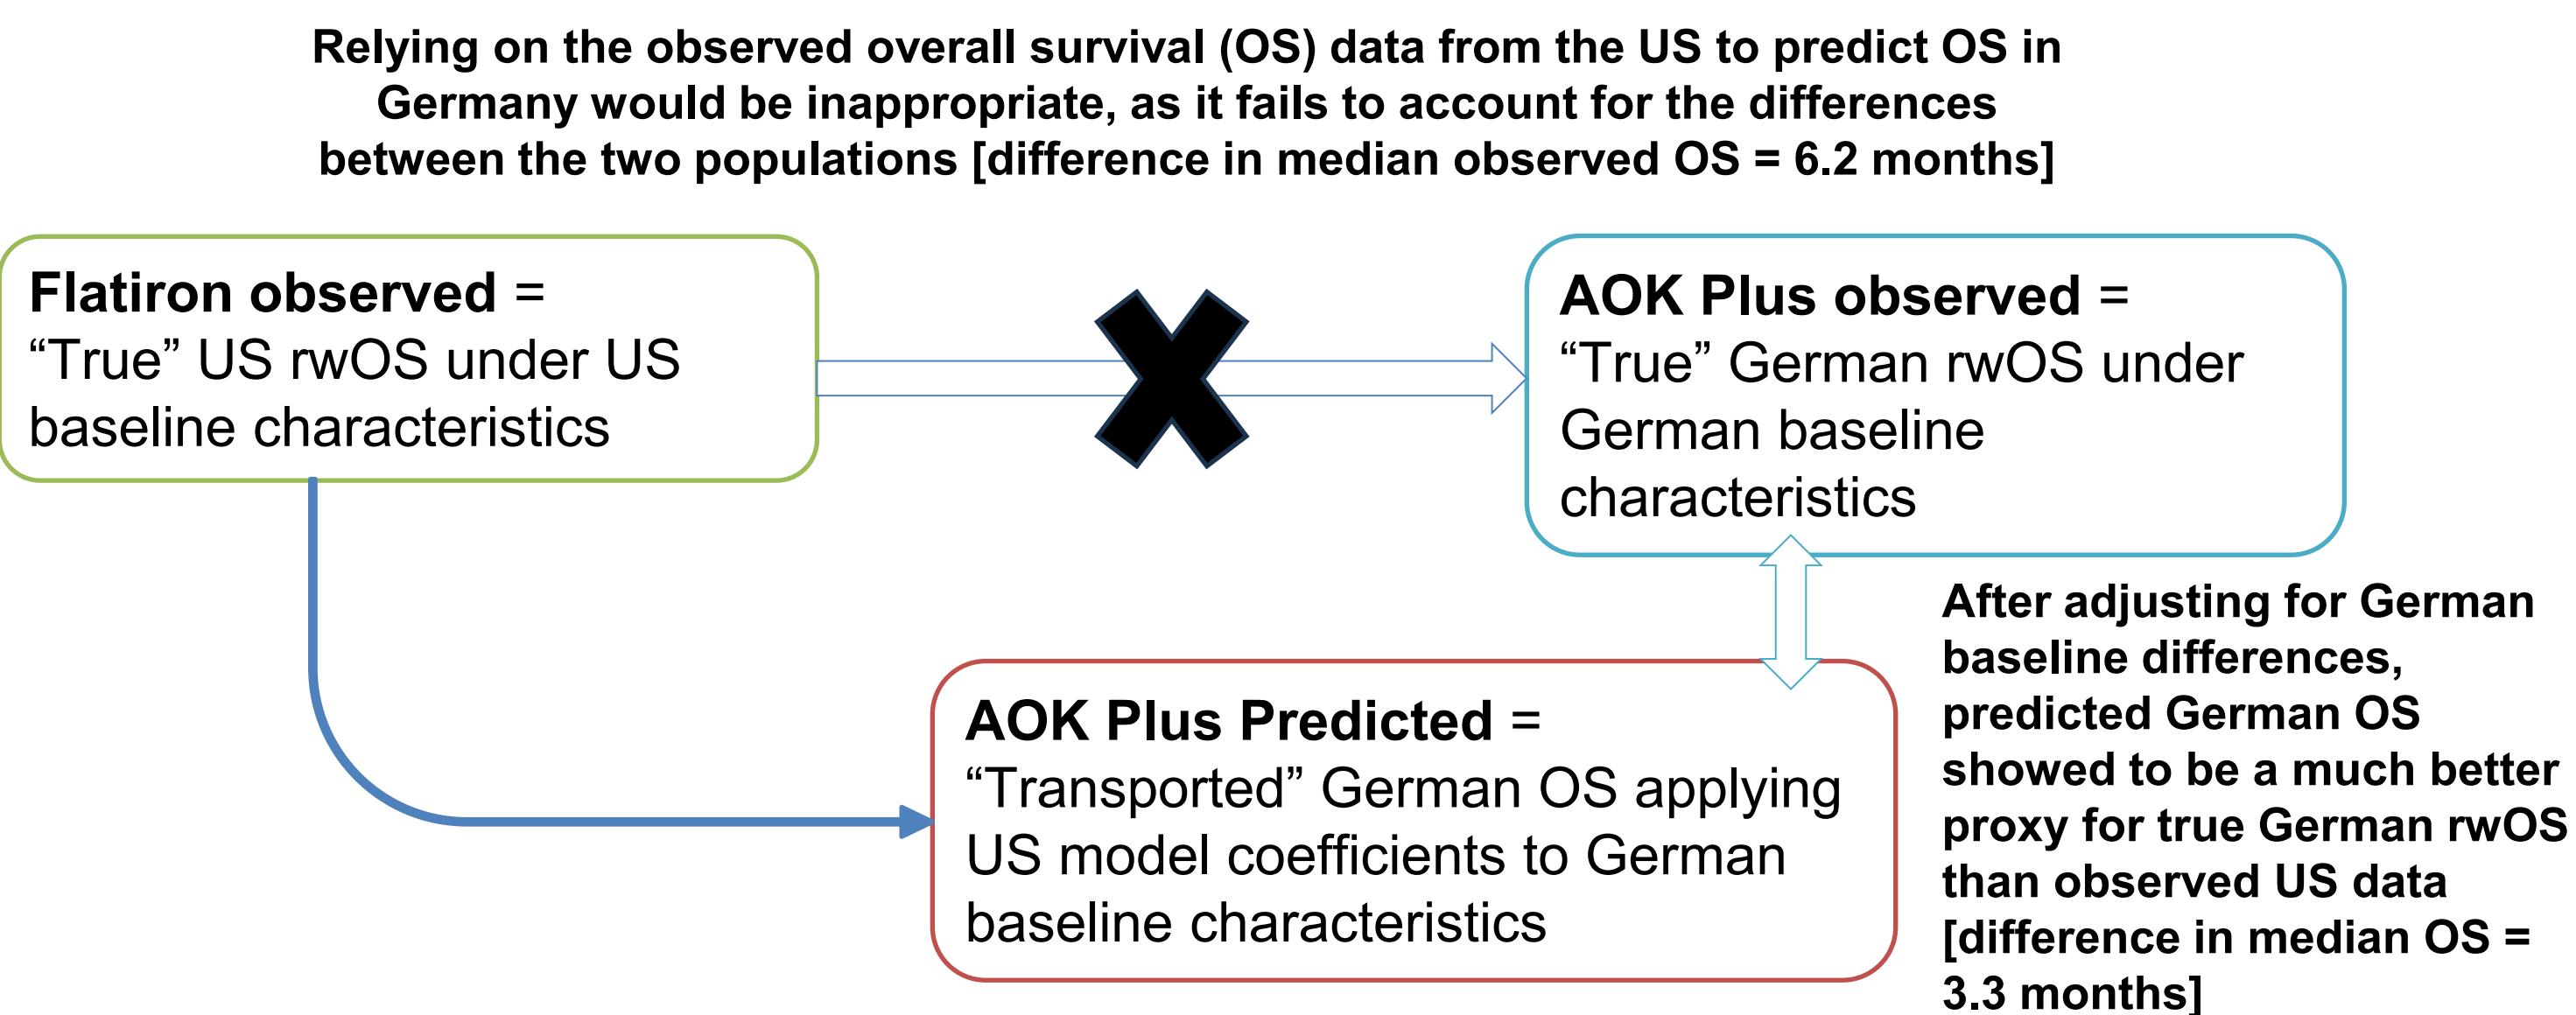 Relying on the observed overall survival (OS) data from the US to predict OS in
Germany would be inappropriate, as it fails to account for the differences
between the two populations [difference in median observed OS = 6.2 months]
Flatiron observed =
“True” US rwOS under US
baseline characteristics
AOK Plus observed =
“True” German rwOS under
German baseline
characteristics
AOK Plus Predicted =
“Transported” German OS applying
US model coefficients to German
baseline characteristics
After adjusting for German
baseline differences,
predicted German OS
showed to be a much better
proxy for true German rwOS
than observed US data
[difference in median OS =
3.3 months]